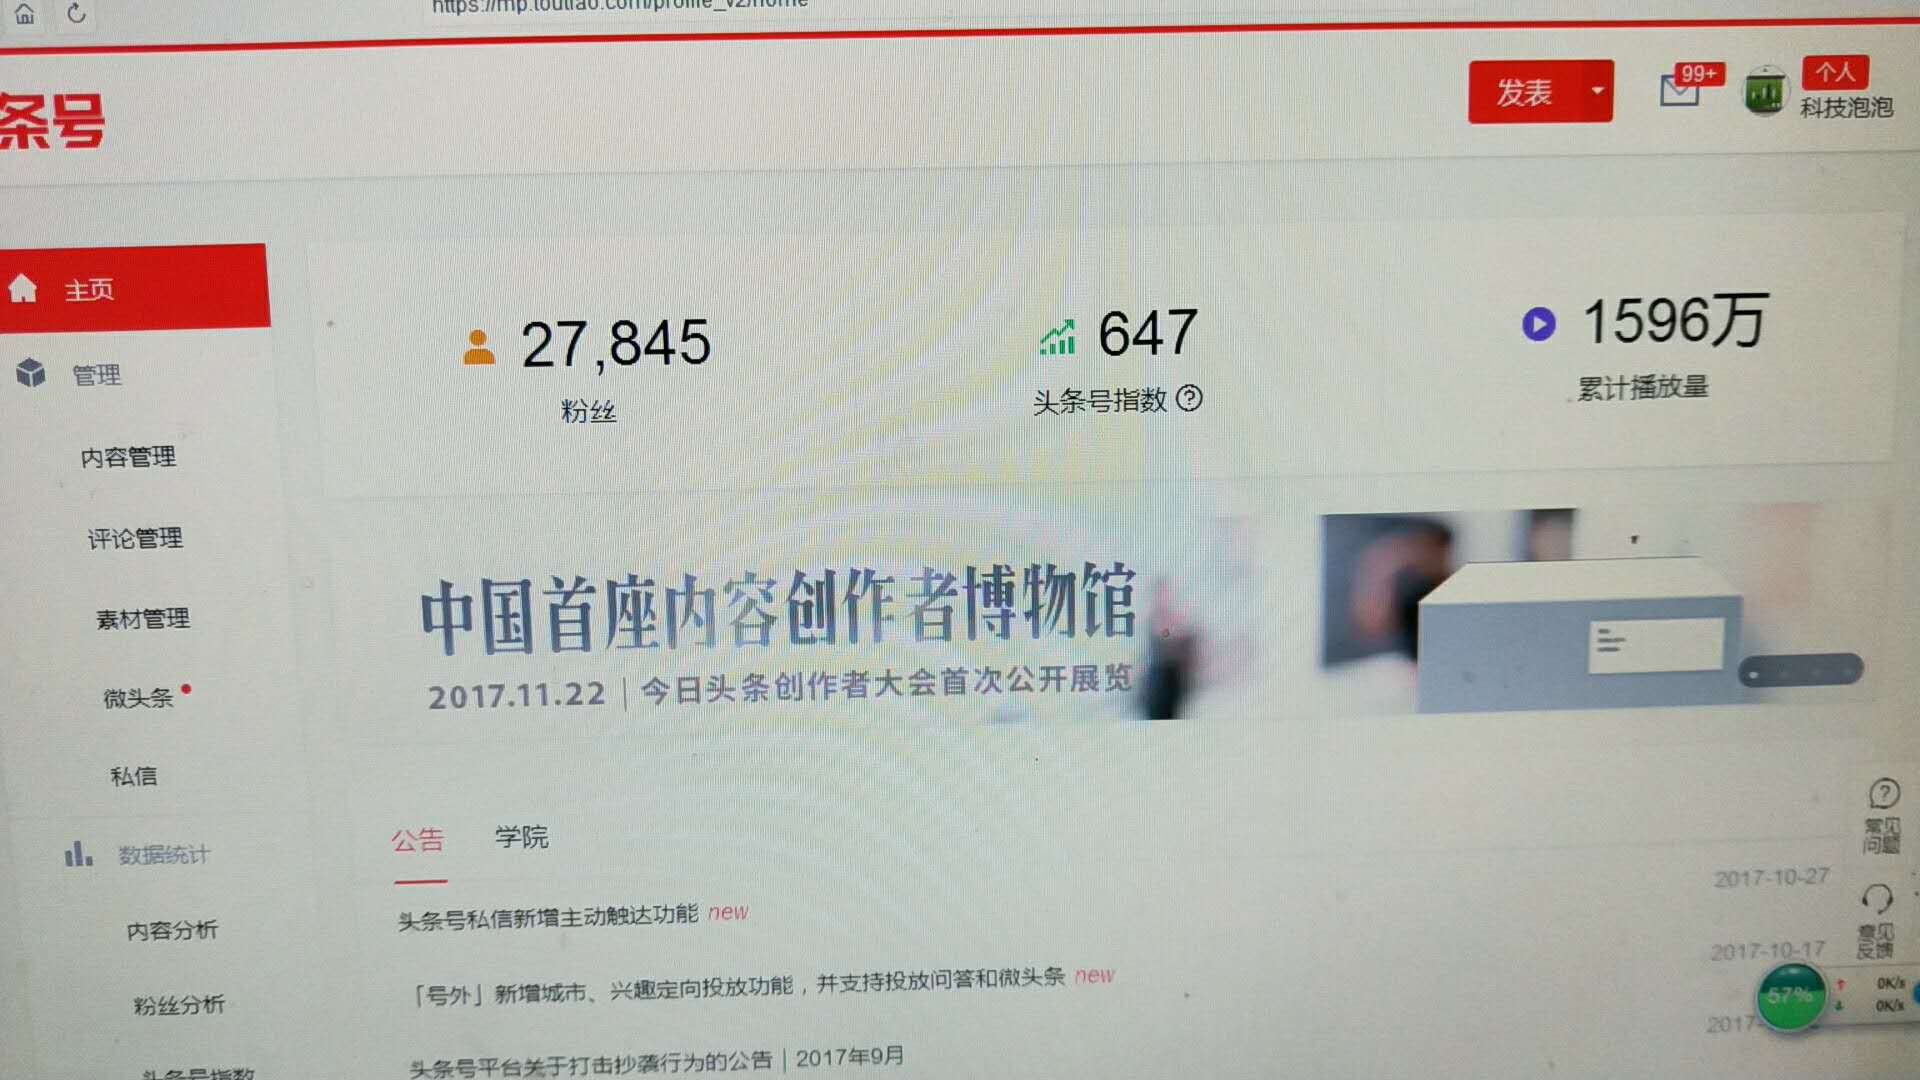 https://mp.toutiao.com/profile_v2/home
条号
发表
99+
个人
科技泡泡
主页
管理
内容管理
评论管理
素材管理
微头条
私信
数据统计
内容分析
粉丝分析
头条号指数
27,845
粉丝
647
头条号指数
1596万
累计播放量
中国首座内容创作者博物馆
2017.11.22 | 今日头条创作者大会首次公开展览
公告 学院
头条号私信新增主动触达功能 new 2017-10-27
「号外」新增城市、兴趣定向投放功能，并支持投放问答和微头条 new 2017-10-17
头条号平台关于打击抄袭行为的公告 | 2017年9月 2017-
常见
问题
意见
反馈
57%
0K/s
0K/s